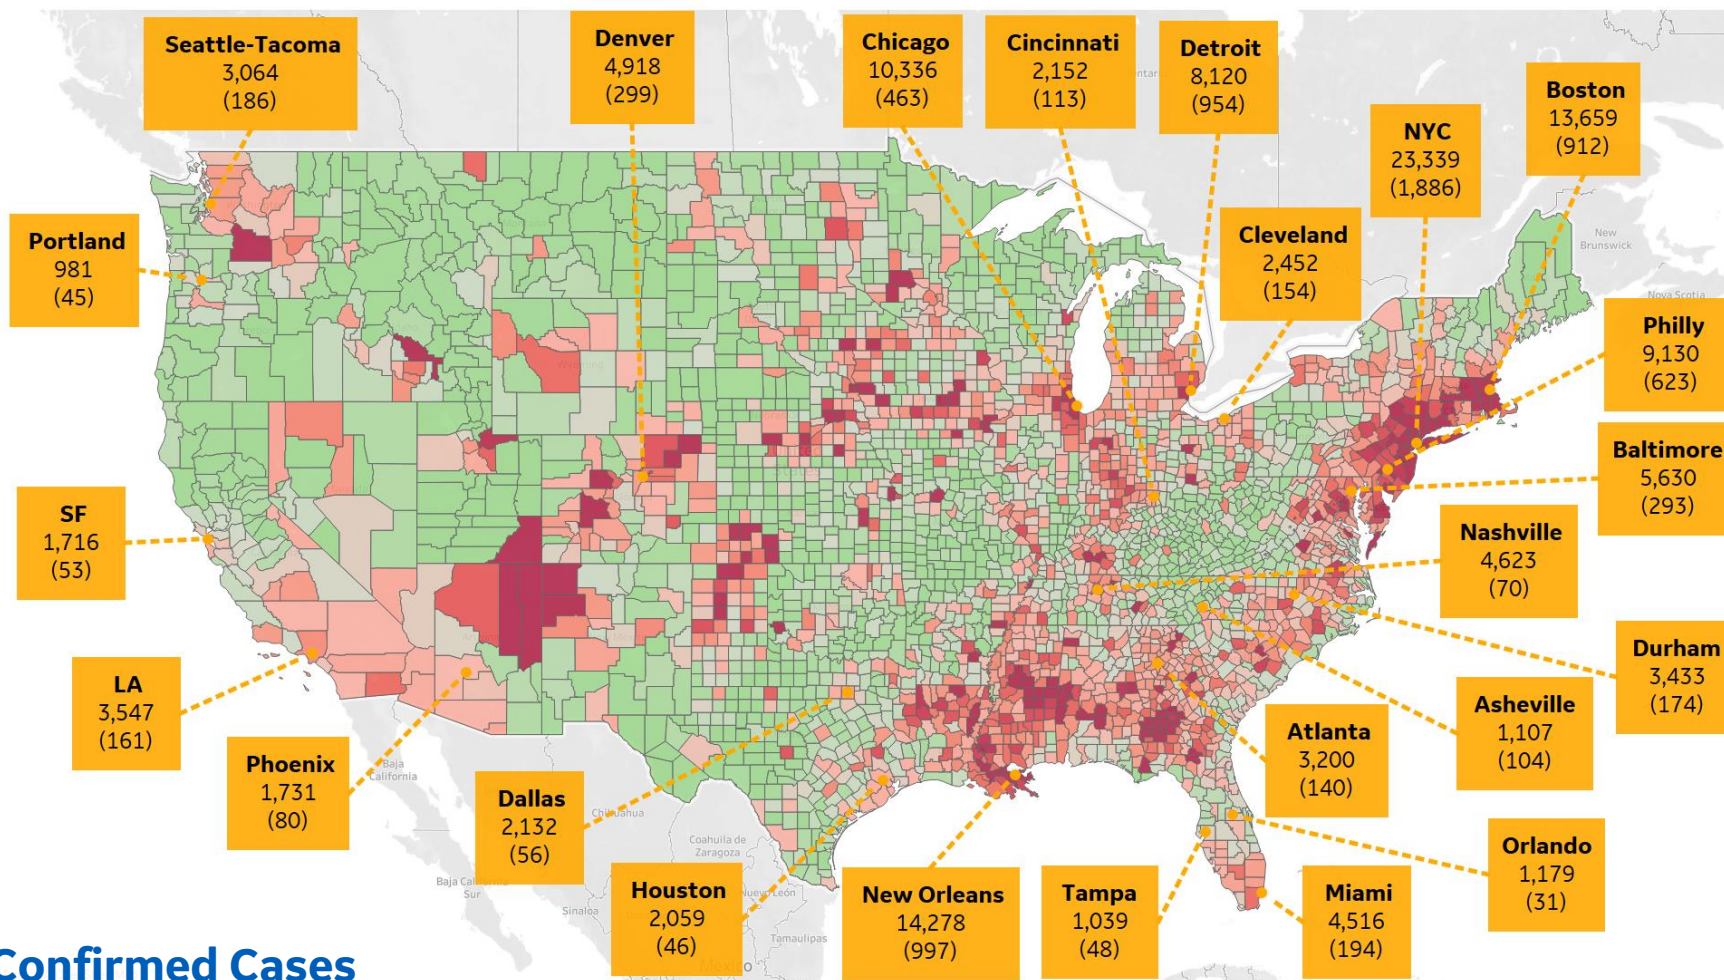 Seattle-Tacoma
3,064
(186)
Denver
4,918
(299)
Chicago
10,336
(463)
Cincinnati
2,152
(113)
Detroit
8,120
(954)
NYC
23,339
(1,886)
Boston
13,659
(912)
Portland
981
(45)
Cleveland
2,452
(154)
New
Brunswick
Nova Scotia
Philly
9,130
(623)
Baltimore
5,630
(293)
SF
1,716
(53)
Nashville
4,623
(70)
Durham
3,433
(174)
LA
3,547
(161)
Asheville
1,107
(104)
Atlanta
3,200
(140)
Phoenix
1,731
(80)
Baja
California
Dallas
2,132
(56)
Chihuahua
Coahuila de
Zaragoza
Orlando
1,179
(31)
Houston
2,059
(46)
Nuevo León
New Orleans
14,278
(997)
Tampa
1,039
(48)
Miami
4,516
(194)
Baja California
Sur
Sinaloa
Tamaulipas
Mexico
Confirmed Cases